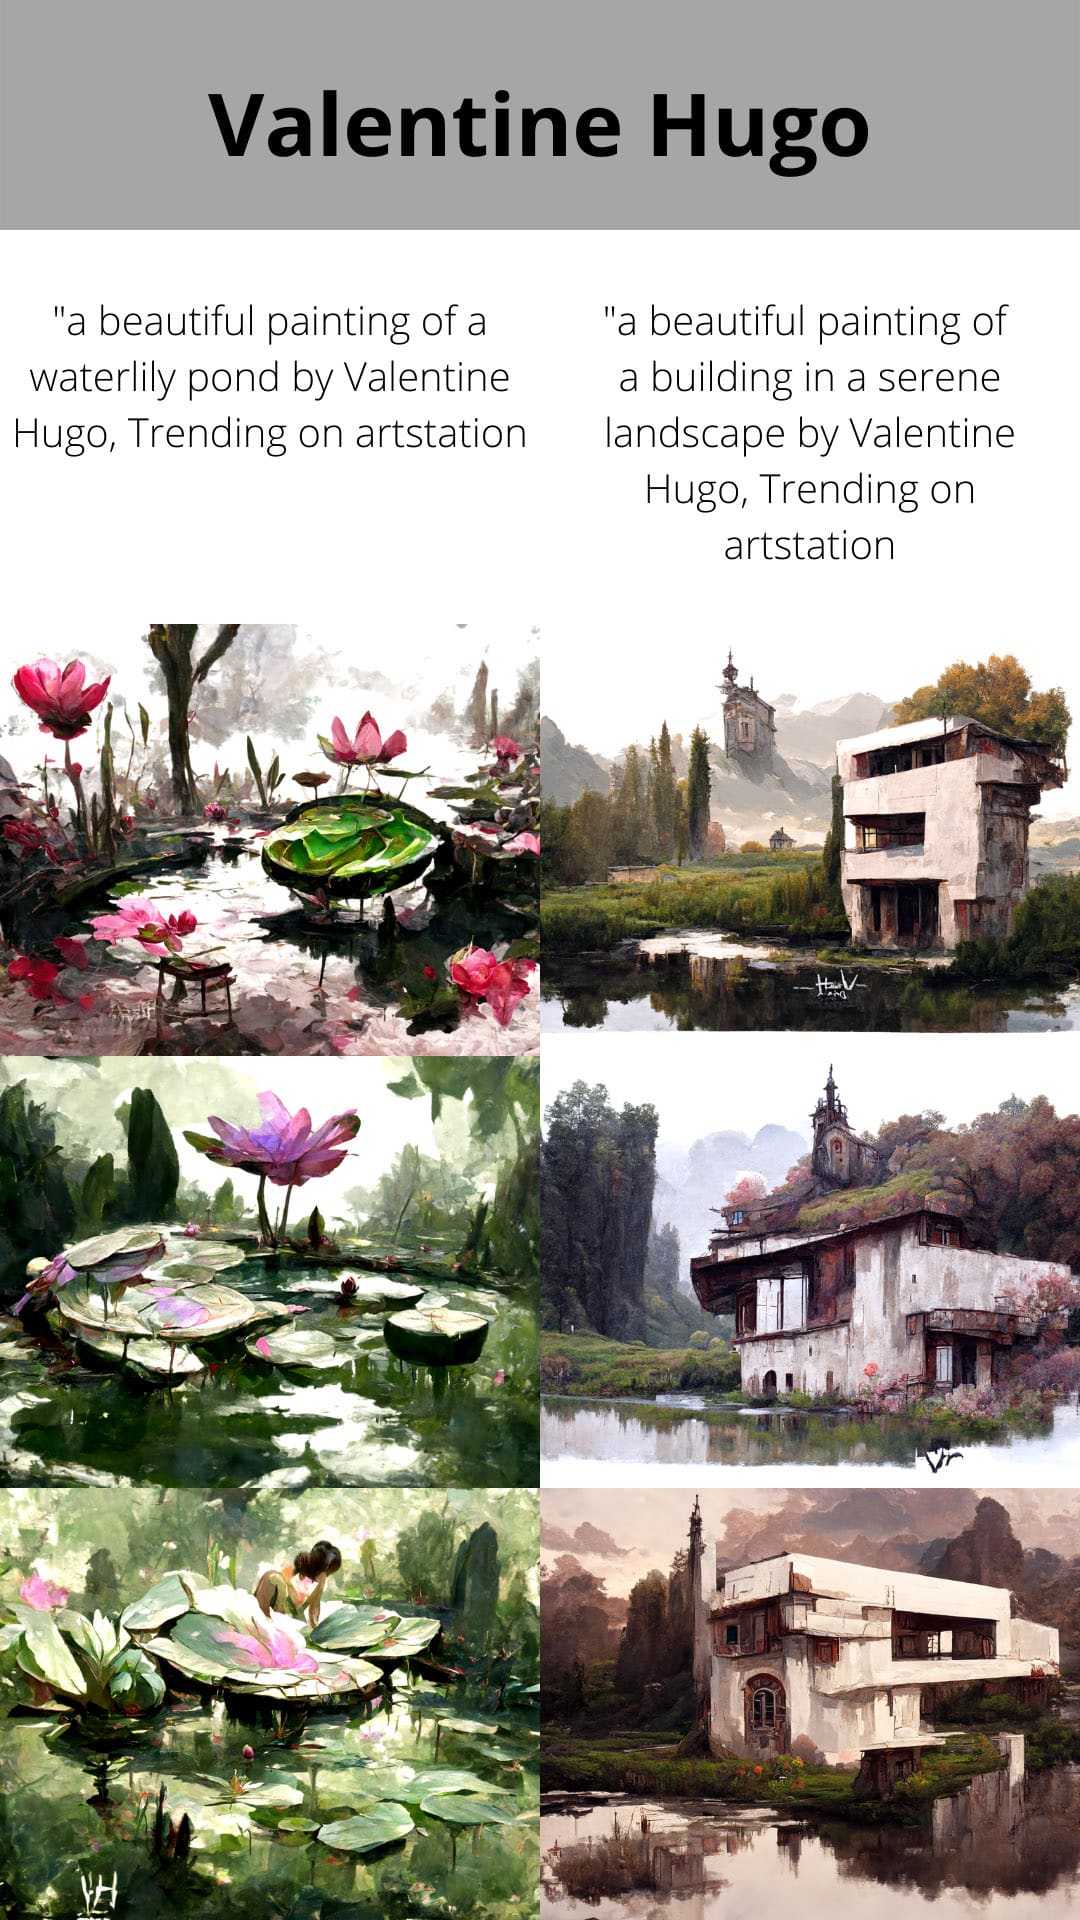 Valentine Hugo
"a beautiful painting of a
waterlily pond by Valentine
Hugo, Trending on artstation
"a beautiful painting of
a building in a serene
landscape by Valentine
Hugo, Trending on
artstation
VH